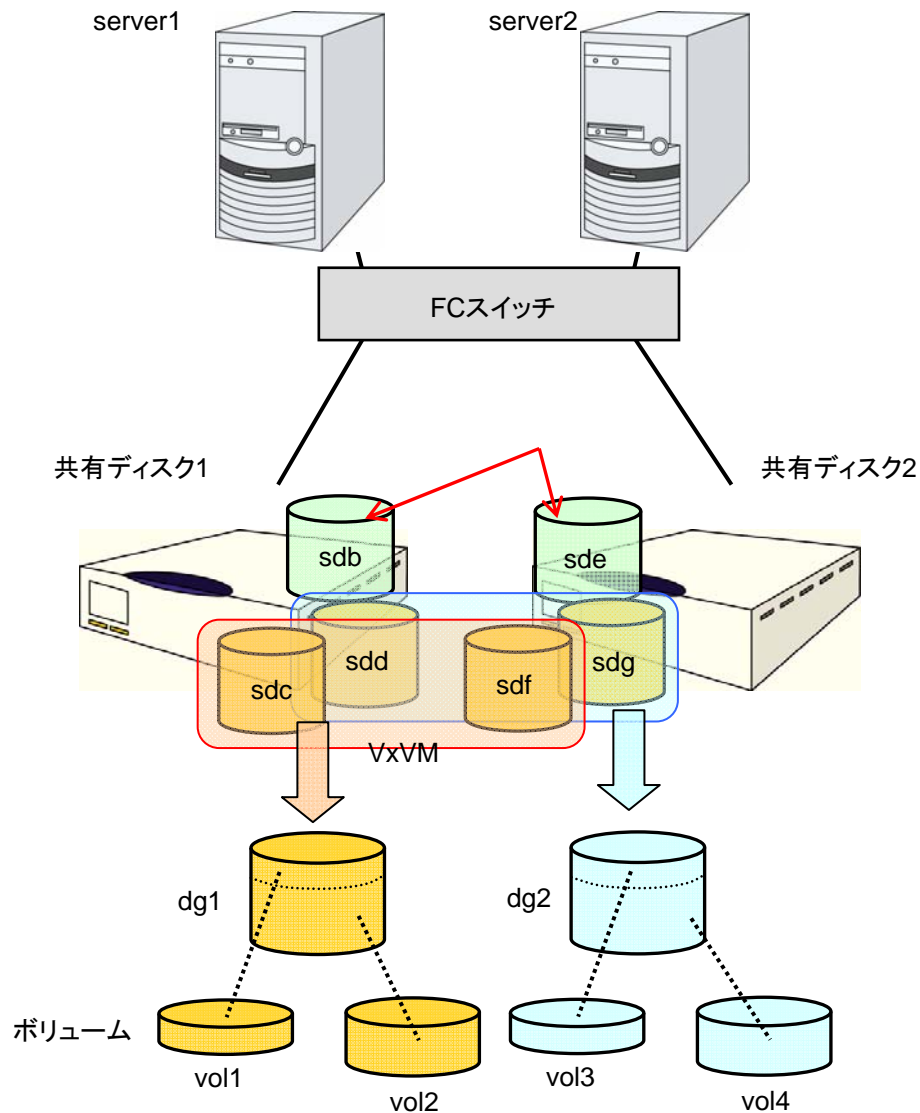 server1
server2
FCスイッチ
共有ディスク1
共有ディスク2
sdb
sde
sdd
sdg
sdc
sdf
VxVM
dg1
dg2
ボリューム
vol1
vol2
vol3
vol4